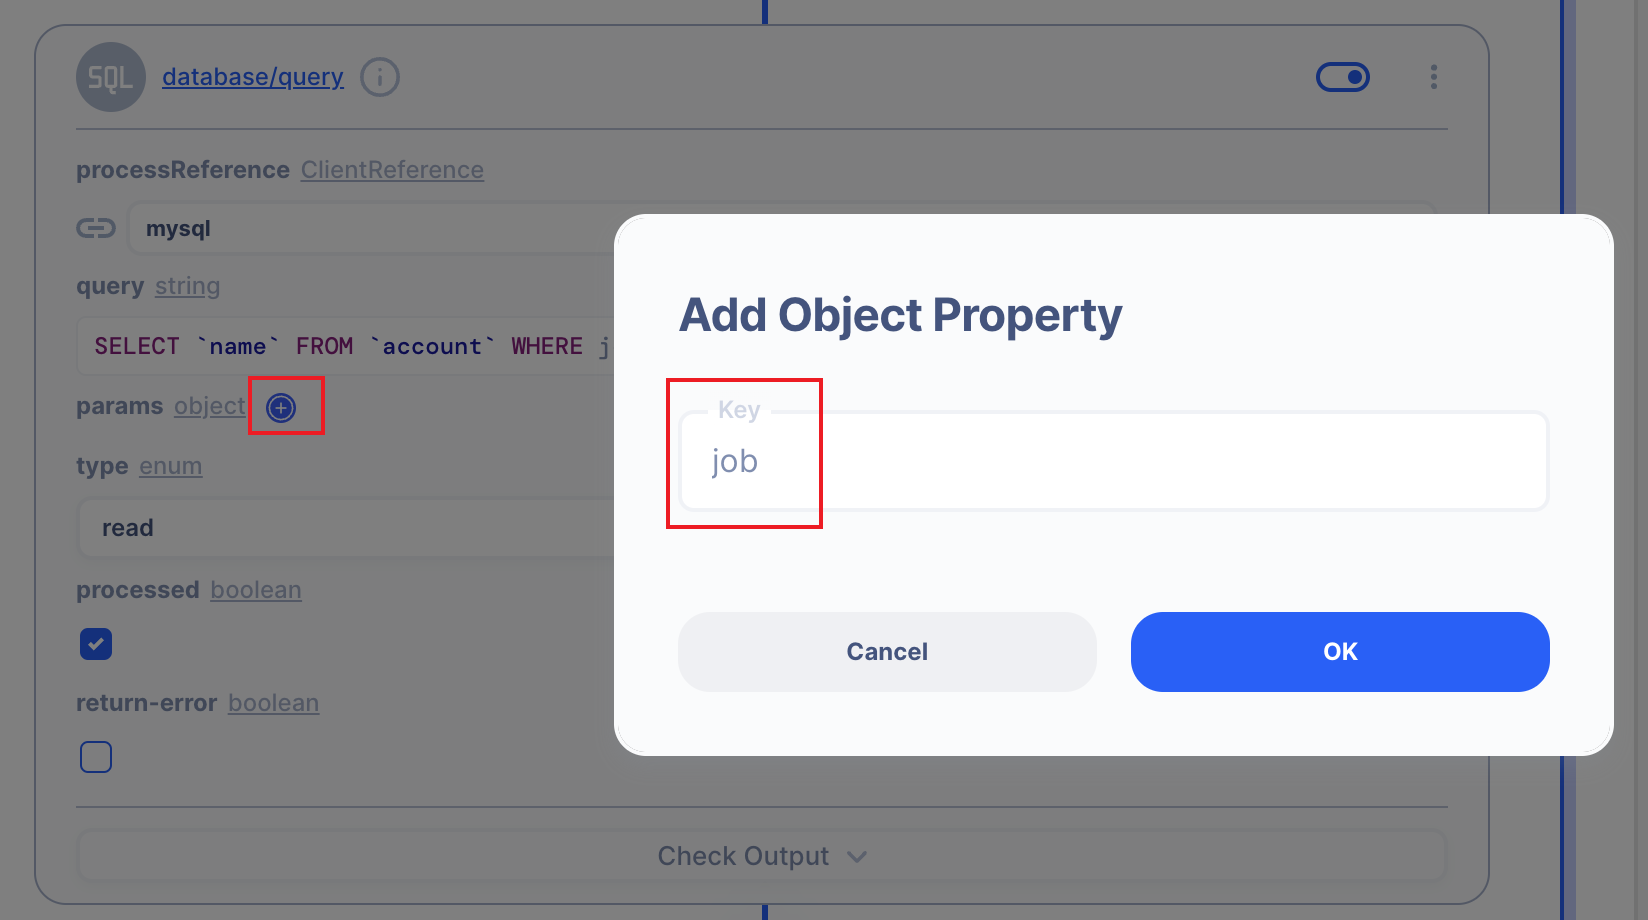 SQL database/query
processReference ClientReference
mysql
query string
SELECT `name` FROM `account` WHERE j
params object
type enum
read
processed boolean
return-error boolean
Check Output
Add Object Property
Key
job
Cancel OK